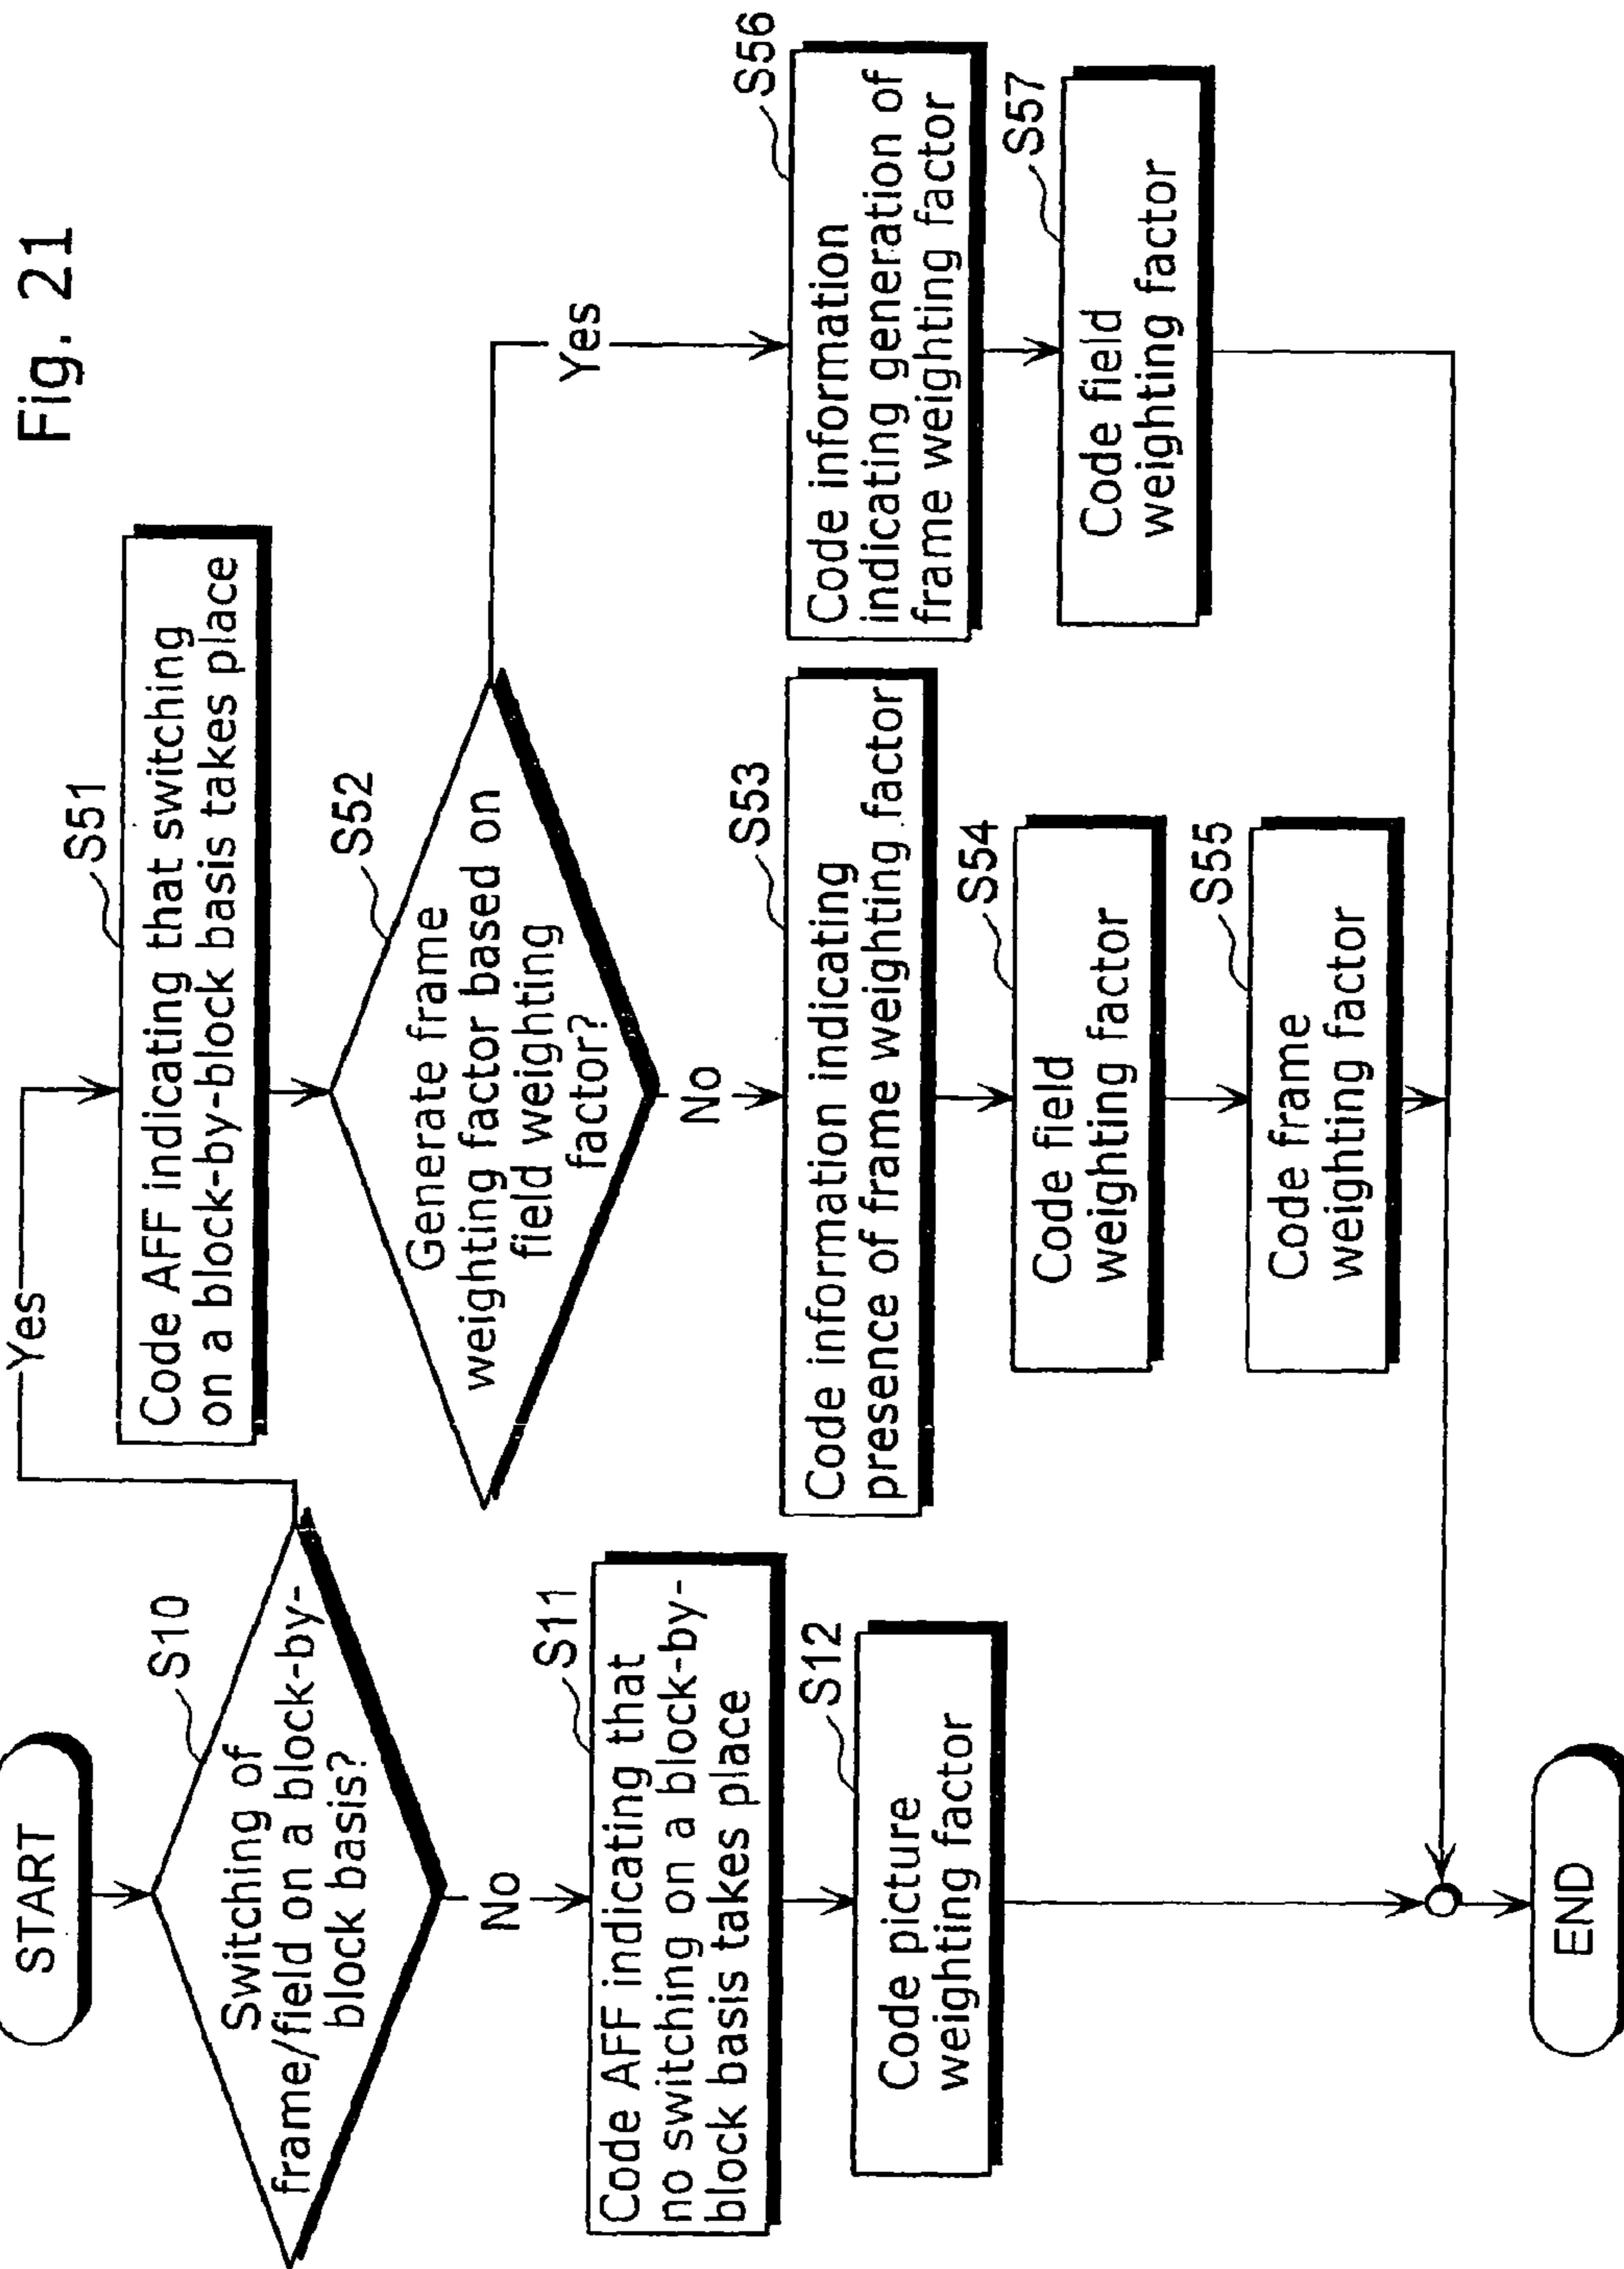 Fig. 21
START
S10
Switching of
frame/field on a block-by-
block basis?
Yes
No
S11
Code AFF indicating that
no switching on a block-by-
block basis takes place
S12
Code picture
weighting factor
S51
Code AFF indicating that switching
on a block-by-block basis takes place
S52
Generate frame
weighting factor based on
field weighting
factor?
Yes
No
S53
Code information indicating
presence of frame weighting factor
S54
Code field
weighting factor
S55
Code frame
weighting factor
S56
Code information
indicating generation of
frame weighting factor
S57
Code field
weighting factor
END